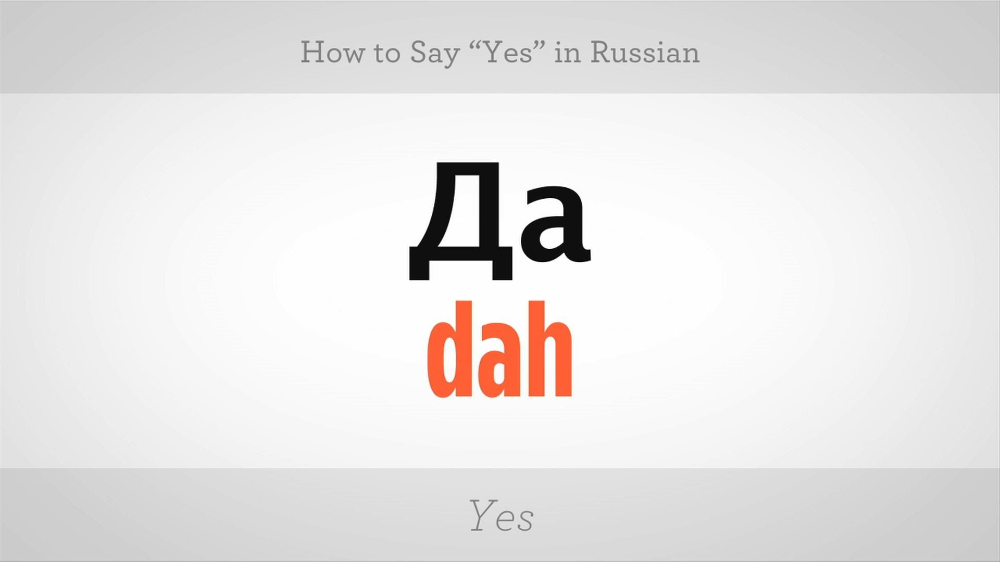 How to Say “Yes” in Russian
Да
dah
Yes